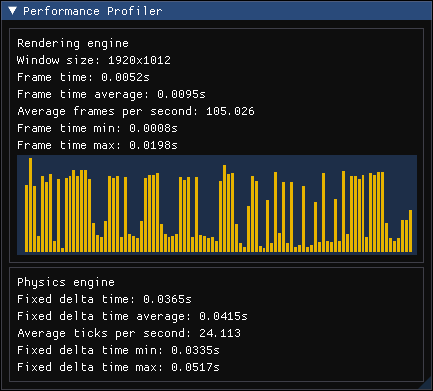 Performance Profiler
Rendering engine
Window size: 1920x1012
Frame time: 0.0052s
Frame time average: 0.0095s
Average frames per second: 105.026
Frame time min: 0.0008s
Frame time max: 0.0198s
Physics engine
Fixed delta time: 0.0365s
Fixed delta time average: 0.0415s
Average ticks per second: 24.113
Fixed delta time min: 0.0335s
Fixed delta time max: 0.0517s